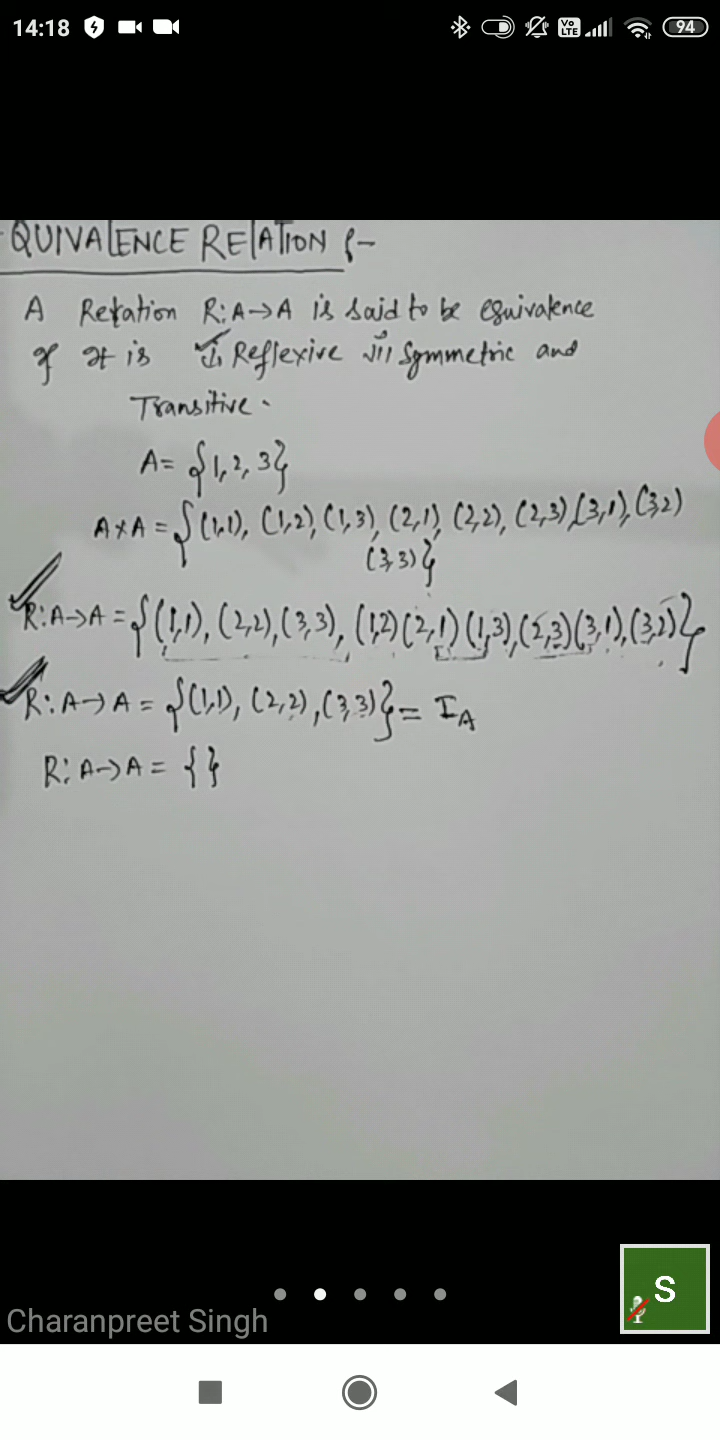 14:18 Vo LTE 94
QUIVALENCE RELATION :-
A Relation R:A→A is said to be equivalence
if it is i) Reflexive ii) Symmetric and
Transitive.
A= {1,2,3}
A×A = {(1,1), (1,2), (1,3), (2,1), (2,2), (2,3), (3,1), (3,2)
(3,3)}
R:A→A = {(1,1), (2,2), (3,3), (1,2) (2,1) (1,3), (2,3) (3,1), (3,2)}
R:A→A = {(1,1), (2,2), (3,3)} = I_A
R:A→A = { }
S
Charanpreet Singh